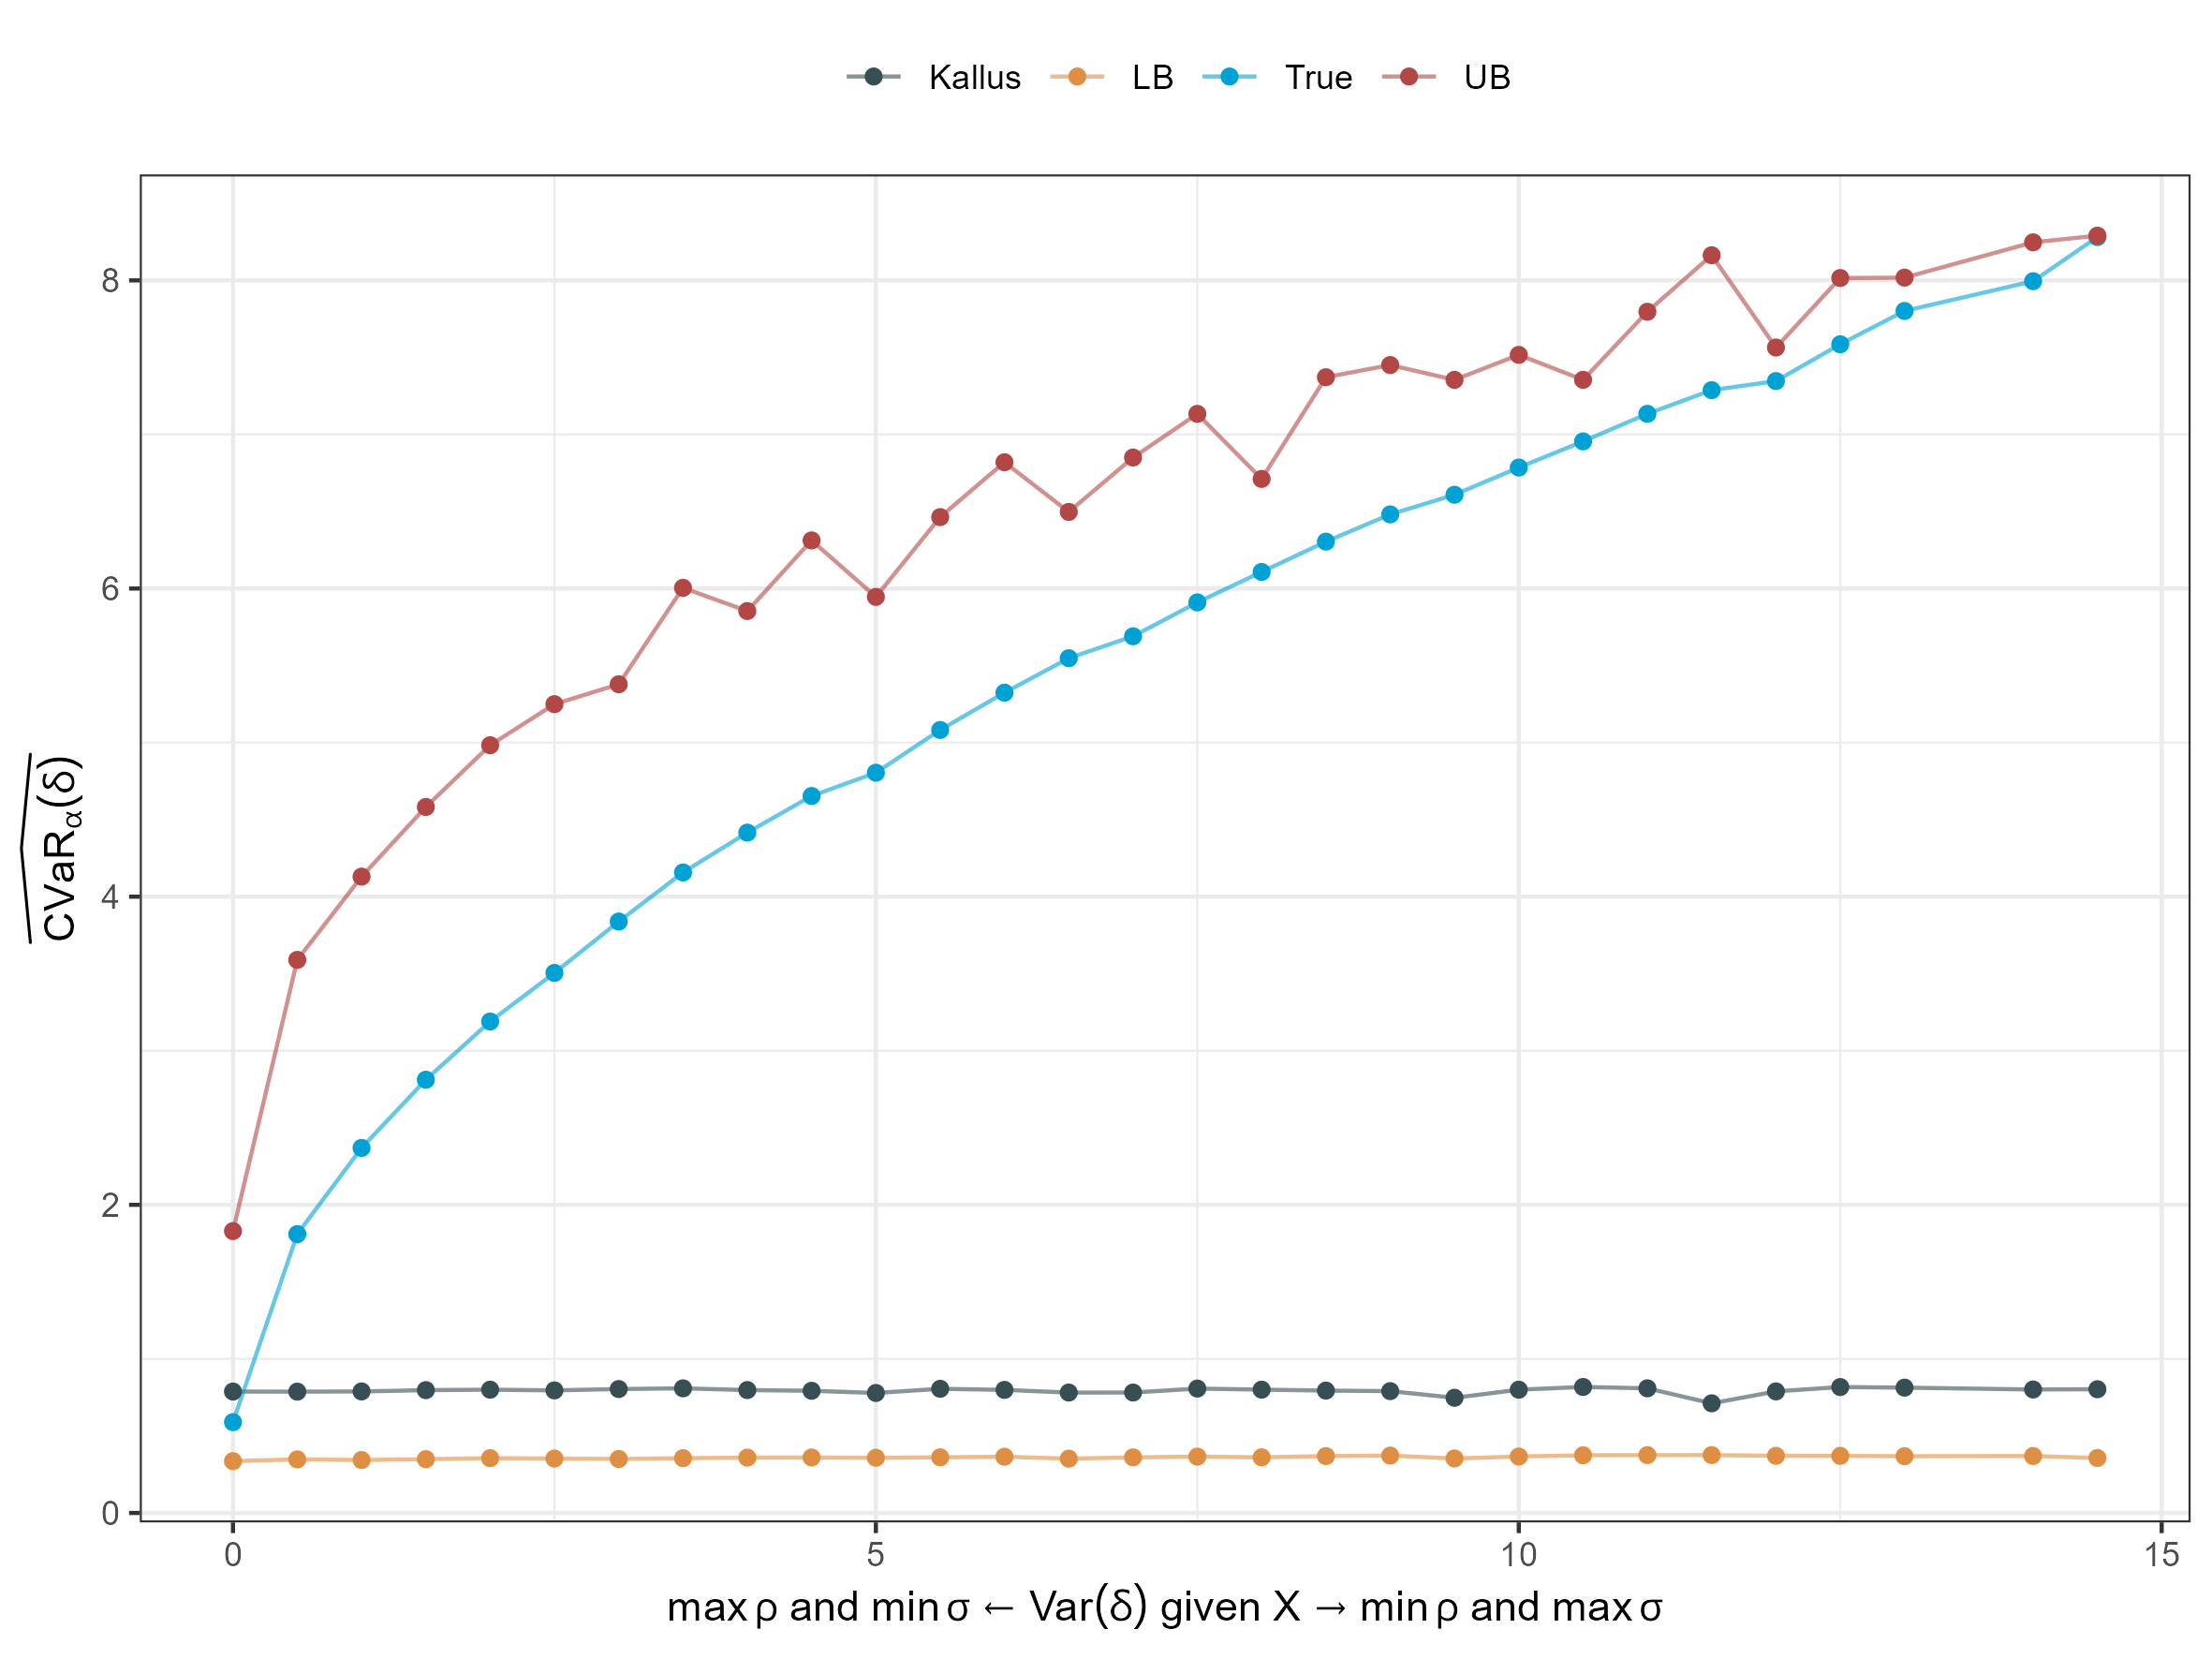 Kallus LB True UB
8
6
4
2
0
CVaRα(δ)
0 5 10 15
max ρ and min σ ← Var(δ) given X → min ρ and max σ